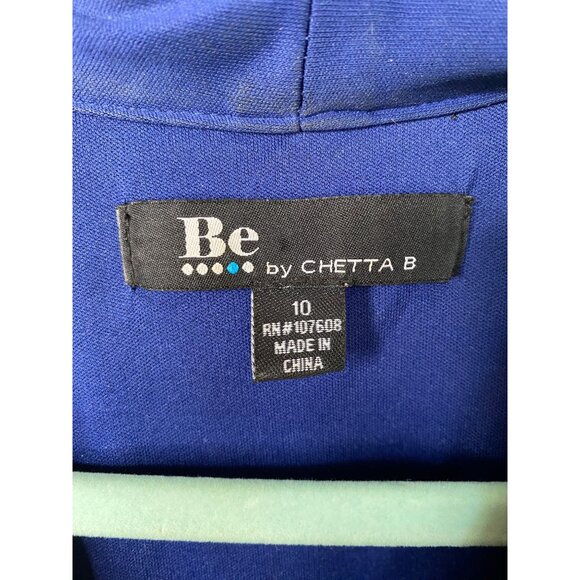 Be
by CHETTA B
10
RN#107608
MADE IN
CHINA